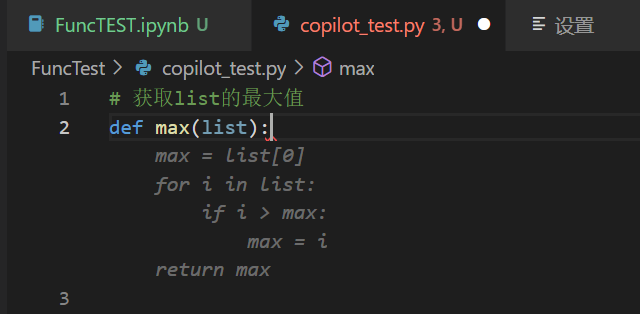 FuncTEST.ipynb U copilot_test.py 3, U 设置
FuncTest > copilot_test.py > max
1 # 获取list的最大值
2 def max(list):
max = list[0]
for i in list:
if i > max:
max = i
return max
3